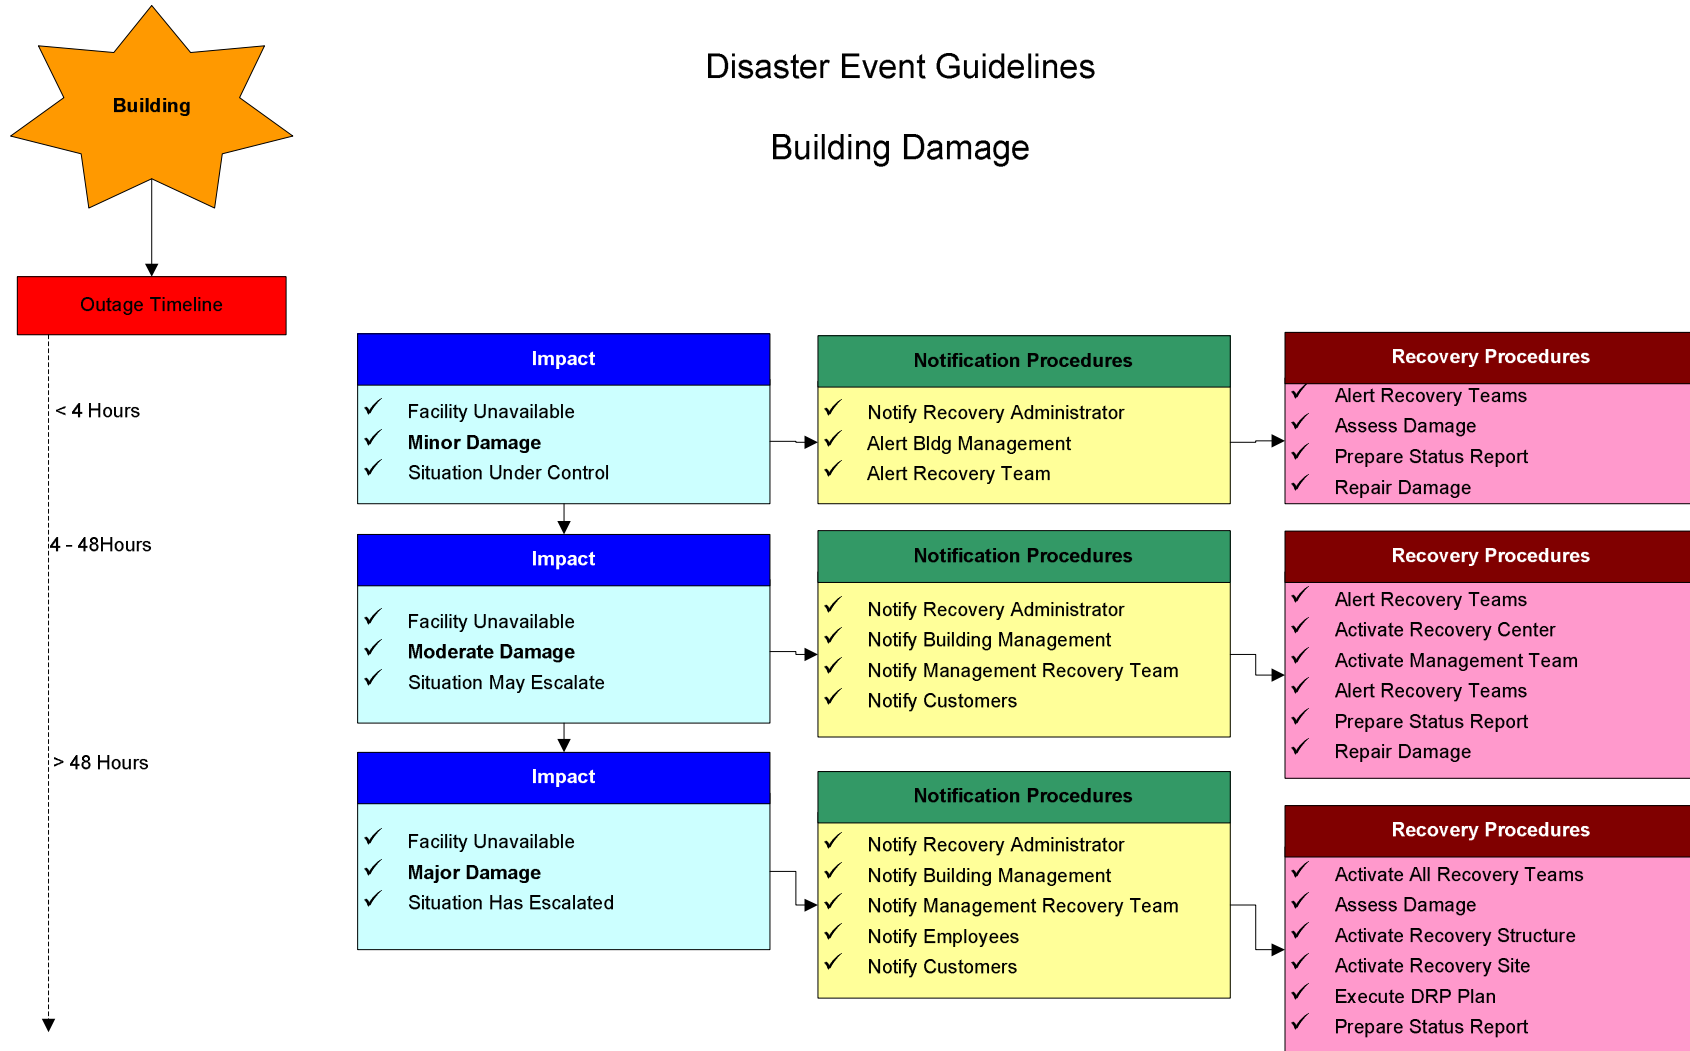 Disaster Event Guidelines
Building Damage
Building
Outage Timeline
< 4 Hours
4 - 48Hours
> 48 Hours
Impact
Facility Unavailable
Minor Damage
Situation Under Control
Notification Procedures
Notify Recovery Administrator
Alert Bldg Management
Alert Recovery Team
Recovery Procedures
Alert Recovery Teams
Assess Damage
Prepare Status Report
Repair Damage
Impact
Facility Unavailable
Moderate Damage
Situation May Escalate
Notification Procedures
Notify Recovery Administrator
Notify Building Management
Notify Management Recovery Team
Notify Customers
Recovery Procedures
Alert Recovery Teams
Activate Recovery Center
Activate Management Team
Alert Recovery Teams
Prepare Status Report
Repair Damage
Impact
Facility Unavailable
Major Damage
Situation Has Escalated
Notification Procedures
Notify Recovery Administrator
Notify Building Management
Notify Management Recovery Team
Notify Employees
Notify Customers
Recovery Procedures
Activate All Recovery Teams
Assess Damage
Activate Recovery Structure
Activate Recovery Site
Execute DRP Plan
Prepare Status Report